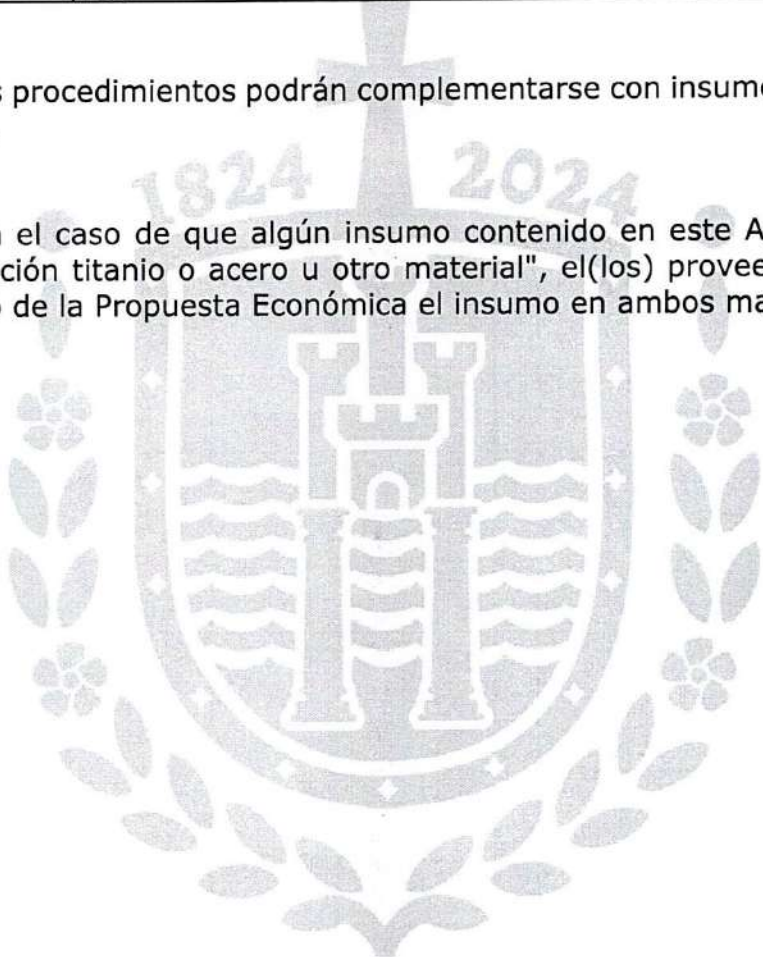 s procedimientos podrán complementarse con insum
1824 2024
el caso de que algún insumo contenido en este A
ción titanio o acero u otro material", el(los) provee
de la Propuesta Económica el insumo en ambos ma